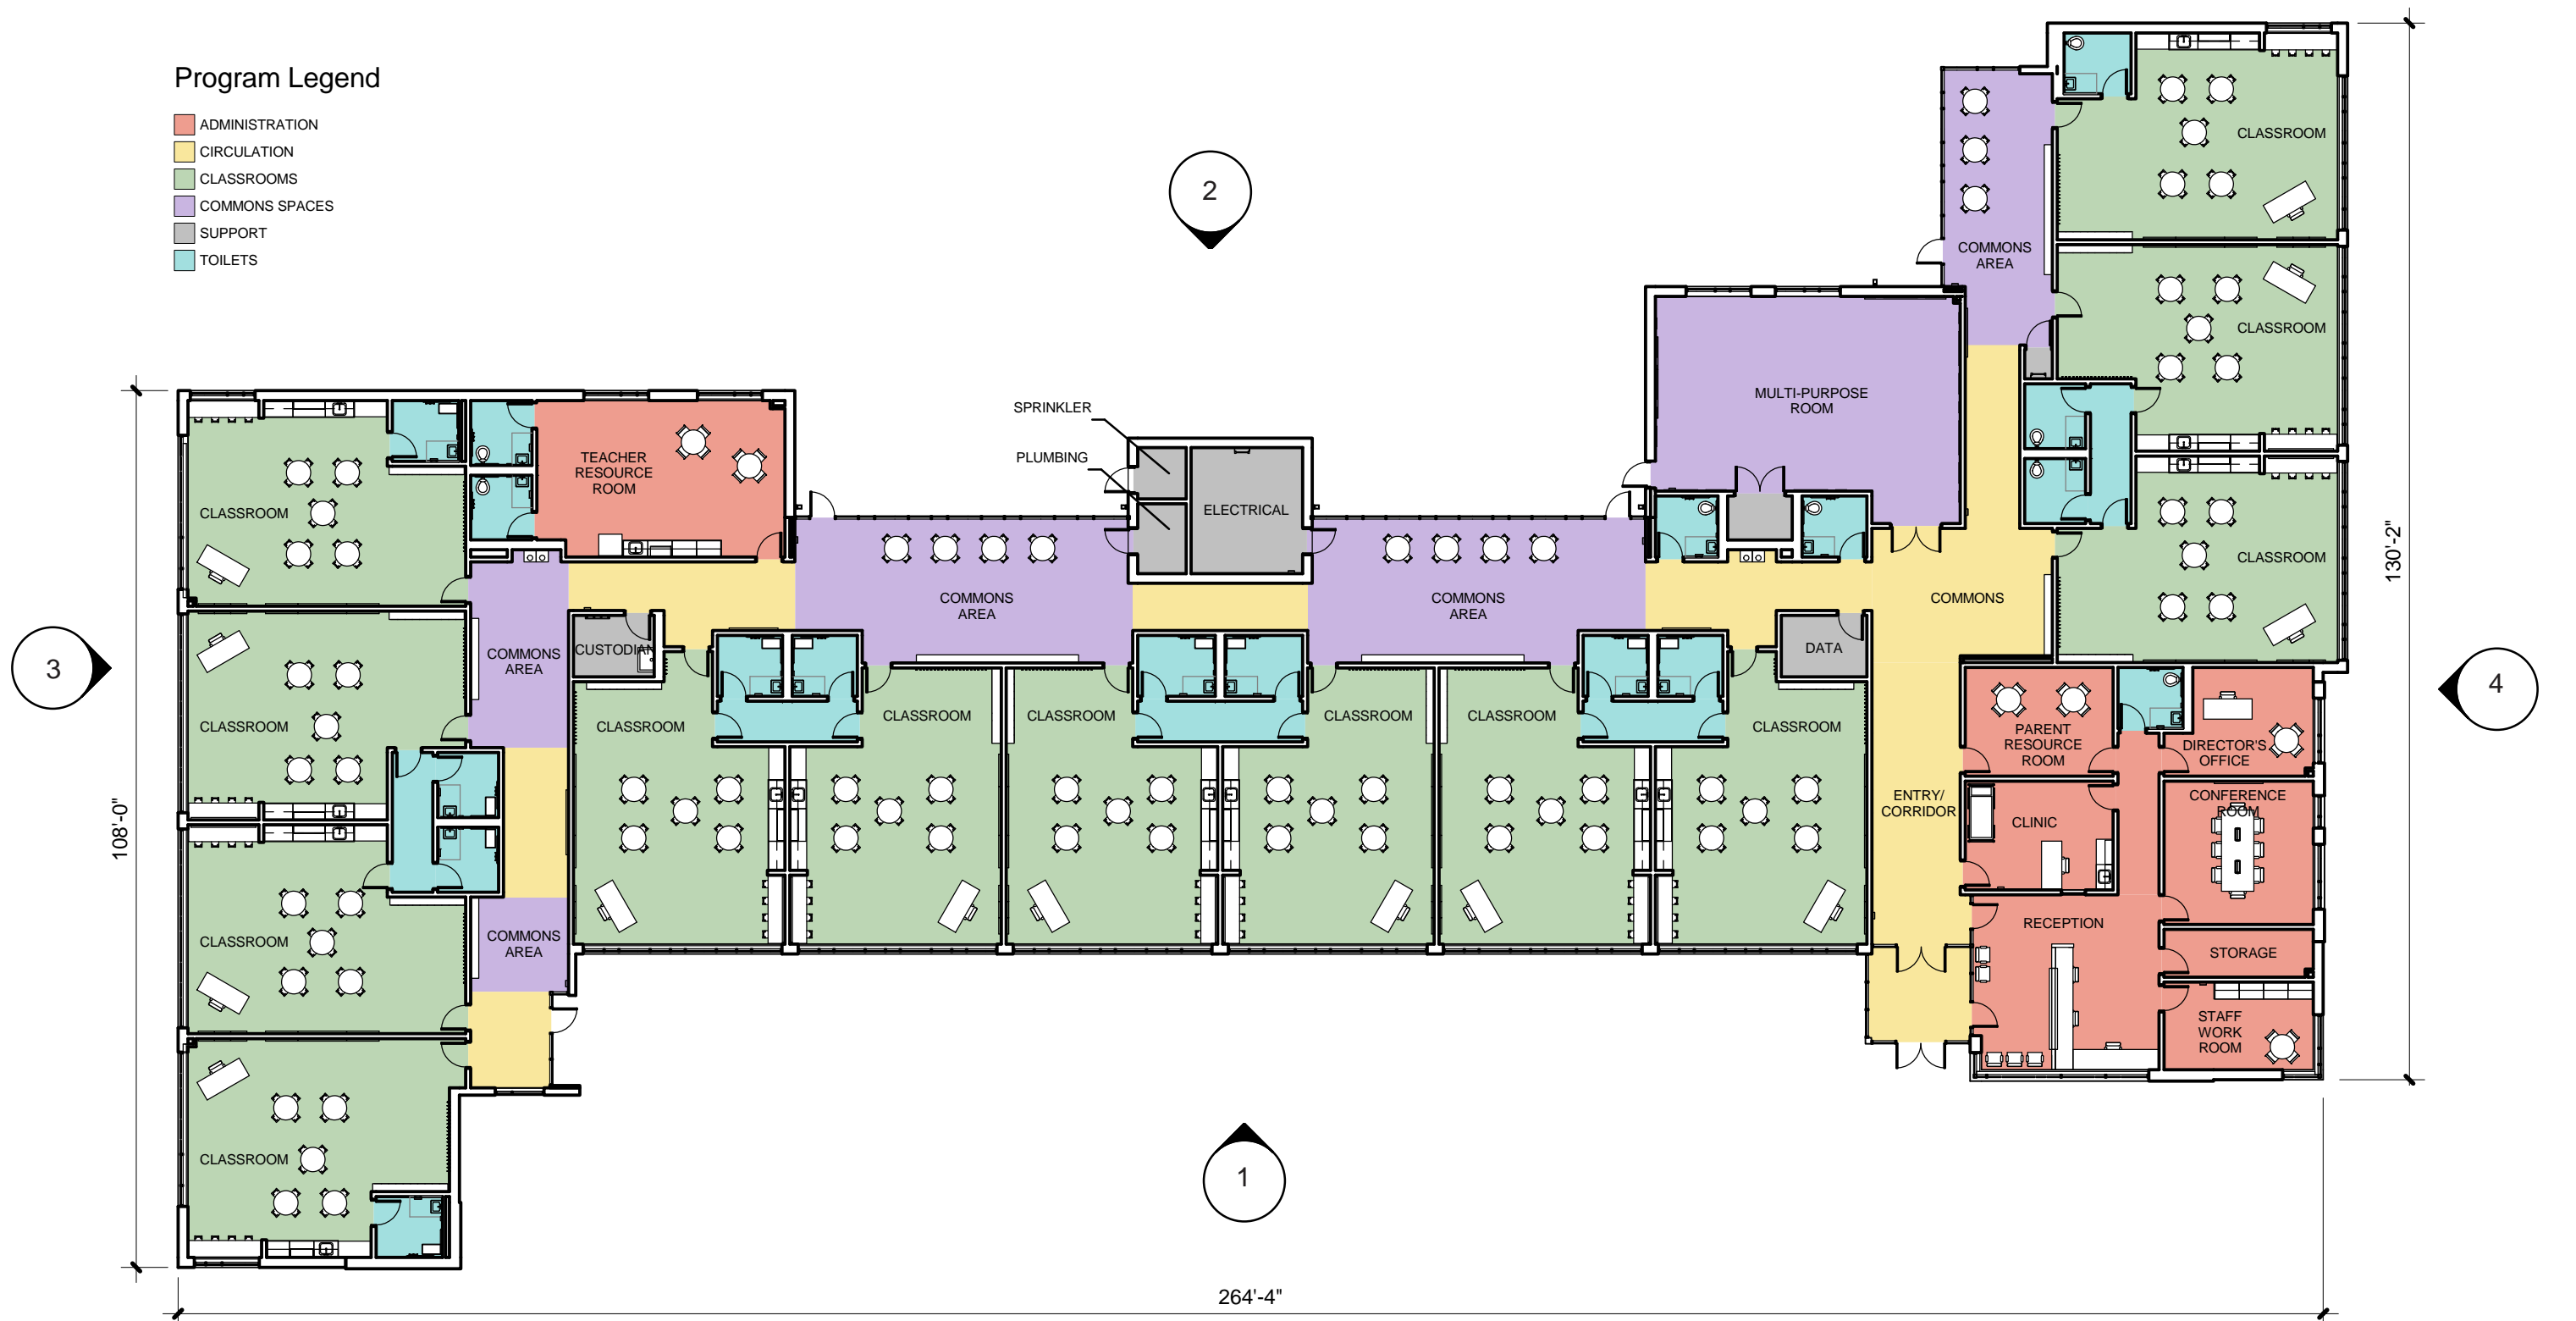 Program Legend
ADMINISTRATION
CIRCULATION
CLASSROOMS
COMMONS SPACES
SUPPORT
TOILETS
2
CLASSROOM
COMMONS
AREA
CLASSROOM
MULTI-PURPOSE
ROOM
SPRINKLER
PLUMBING
TEACHER
RESOURCE
ROOM
ELECTRICAL
CLASSROOM
130'-2"
CLASSROOM
COMMONS
AREA
COMMONS
AREA
COMMONS
3
COMMONS
AREA
CUSTODIAN
DATA
4
CLASSROOM
CLASSROOM
CLASSROOM
CLASSROOM
CLASSROOM
CLASSROOM
CLASSROOM
PARENT
RESOURCE
ROOM
DIRECTOR'S
OFFICE
108'-0"
ENTRY/
CORRIDOR
CONFERENCE
ROOM
CLINIC
CLASSROOM
COMMONS
AREA
RECEPTION
STORAGE
STAFF
WORK
ROOM
CLASSROOM
1
264'-4"